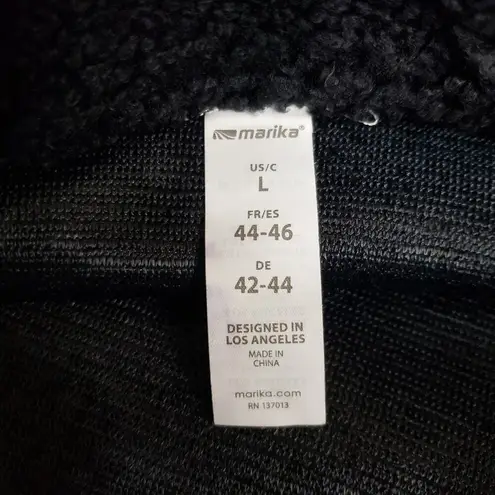 marika®
US/C
L
FR/ES
44-46
DE
42-44
DESIGNED IN
LOS ANGELES
MADE IN
CHINA
marika.com
RN 137013